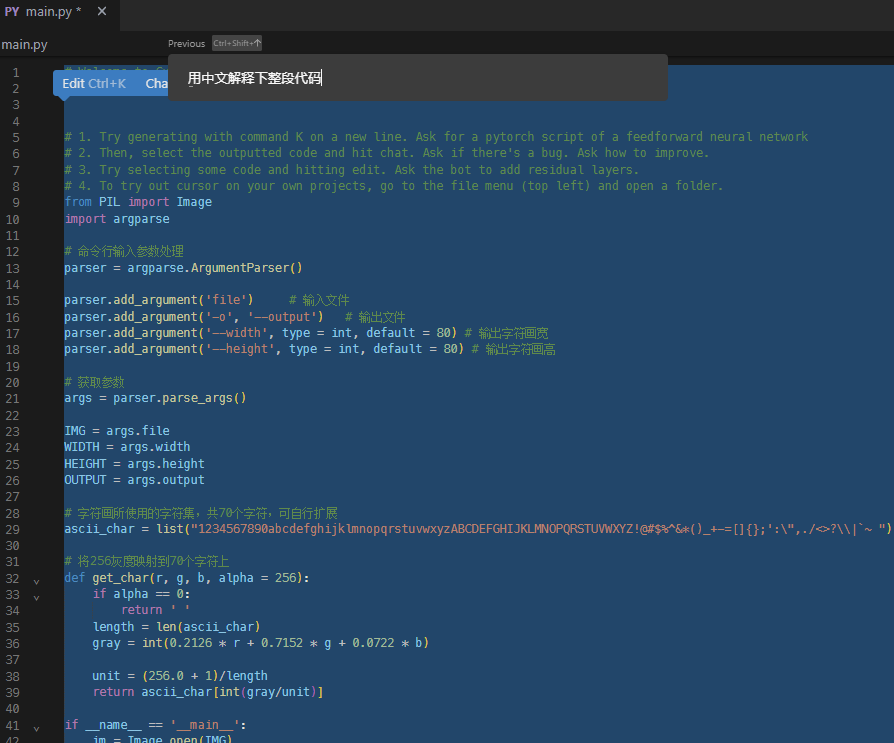 PY main.py * ×
main.py
Previous Ctrl+Shift+↑
用中文解释下整段代码
Edit Ctrl+K Cha
1
2
3
4
5 # 1. Try generating with command K on a new line. Ask for a pytorch script of a feedforward neural network
6 # 2. Then, select the outputted code and hit chat. Ask if there's a bug. Ask how to improve.
7 # 3. Try selecting some code and hitting edit. Ask the bot to add residual layers.
8 # 4. To try out cursor on your own projects, go to the file menu (top left) and open a folder.
9 from PIL import Image
10 import argparse
11
12 # 命令行输入参数处理
13 parser = argparse.ArgumentParser()
14
15 parser.add_argument('file') # 输入文件
16 parser.add_argument('-o', '--output') # 输出文件
17 parser.add_argument('--width', type = int, default = 80) # 输出字符画宽
18 parser.add_argument('--height', type = int, default = 80) # 输出字符画高
19
20 # 获取参数
21 args = parser.parse_args()
22
23 IMG = args.file
24 WIDTH = args.width
25 HEIGHT = args.height
26 OUTPUT = args.output
27
28 # 字符画所使用的字符集，共70个字符，可自行扩展
29 ascii_char = list("1234567890abcdefghijklmnopqrstuvwxyzABCDEFGHIJKLMNOPQRSTUVWXYZ!@#$%^&*()_+-=[]{};':\",./<>?\\|`~ ")
30
31 # 将256灰度映射到70个字符上
32 def get_char(r, g, b, alpha = 256):
33 if alpha == 0:
34 return ' '
35 length = len(ascii_char)
36 gray = int(0.2126 * r + 0.7152 * g + 0.0722 * b)
37
38 unit = (256.0 + 1)/length
39 return ascii_char[int(gray/unit)]
40
41 if __name__ == '__main__':
42 im = Image.open(IMG)